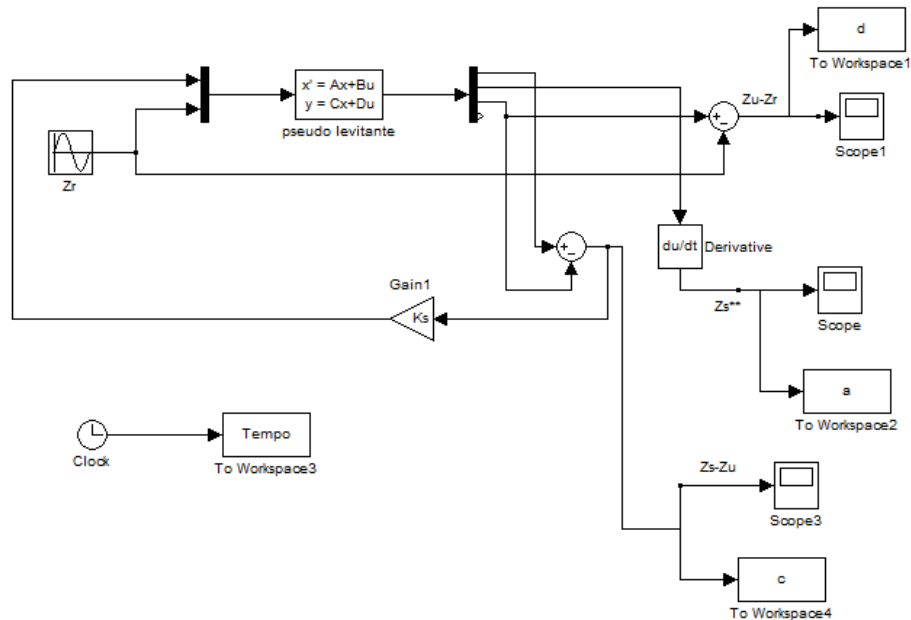 d
To Workspace1
x' = Ax+Bu
y = Cx+Du
pseudo levitante
Zu-Zr
Scope1
Zr
du/dt
Derivative
Gain1
Ks
Zs**
Scope
a
To Workspace2
Tempo
Clock
To Workspace3
Zs-Zu
Scope3
c
To Workspace4